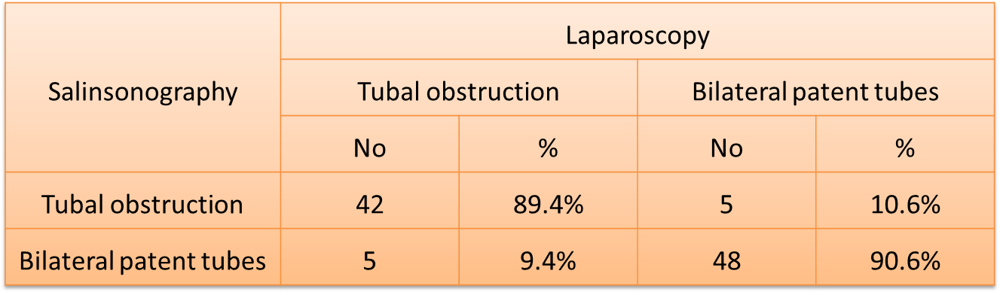 Salinsonography
Laparoscopy
Tubal obstruction
Bilateral patent tubes
No
%
No
%
Tubal obstruction
42
89.4%
5
10.6%
Bilateral patent tubes
5
9.4%
48
90.6%